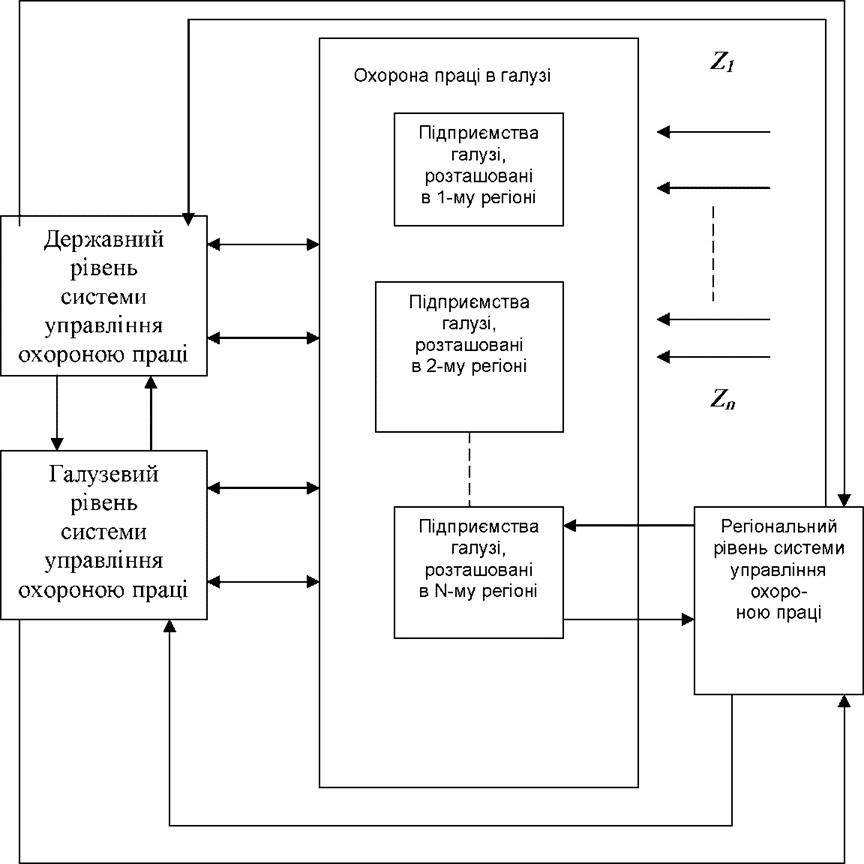 Охорона праці в галузі
Z1
Підприємства
галузі,
розташовані
в 1-му регіоні
Державний
рівень
системи
управління
охороною праці
Підприємства
галузі,
розташовані
в 2-му регіоні
Zn
Галузевий
рівень
системи
управління
охороною праці
Підприємства
галузі,
розташовані
в N-му регіоні
Регіональний
рівень системи
управління
охоро-
ною праці